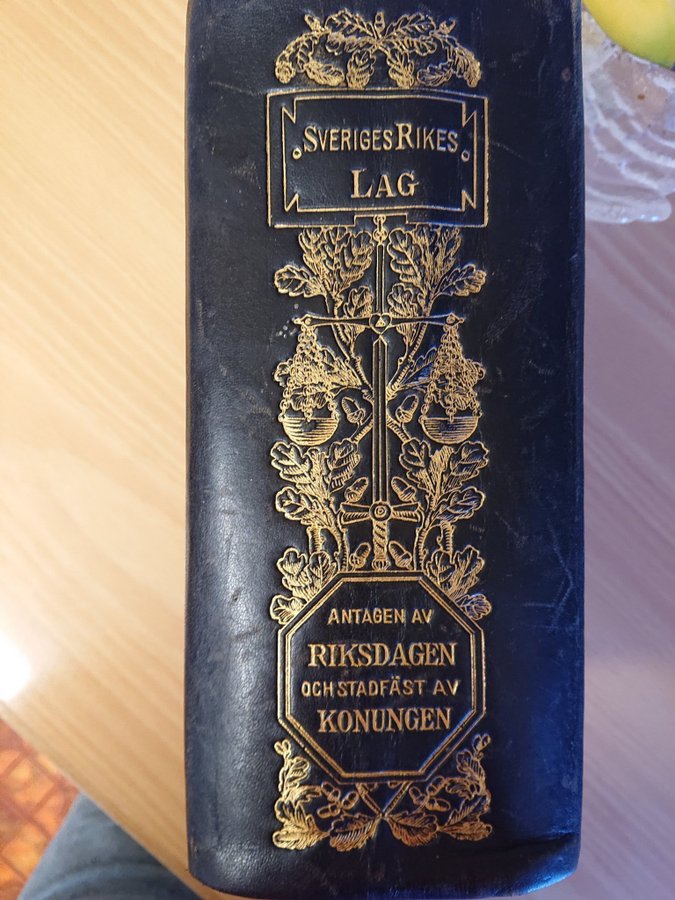 SVERIGES RIKES
LAG
ANTAGEN AV
RIKSDAGEN
OCH STADFÄST AV
KONUNGEN